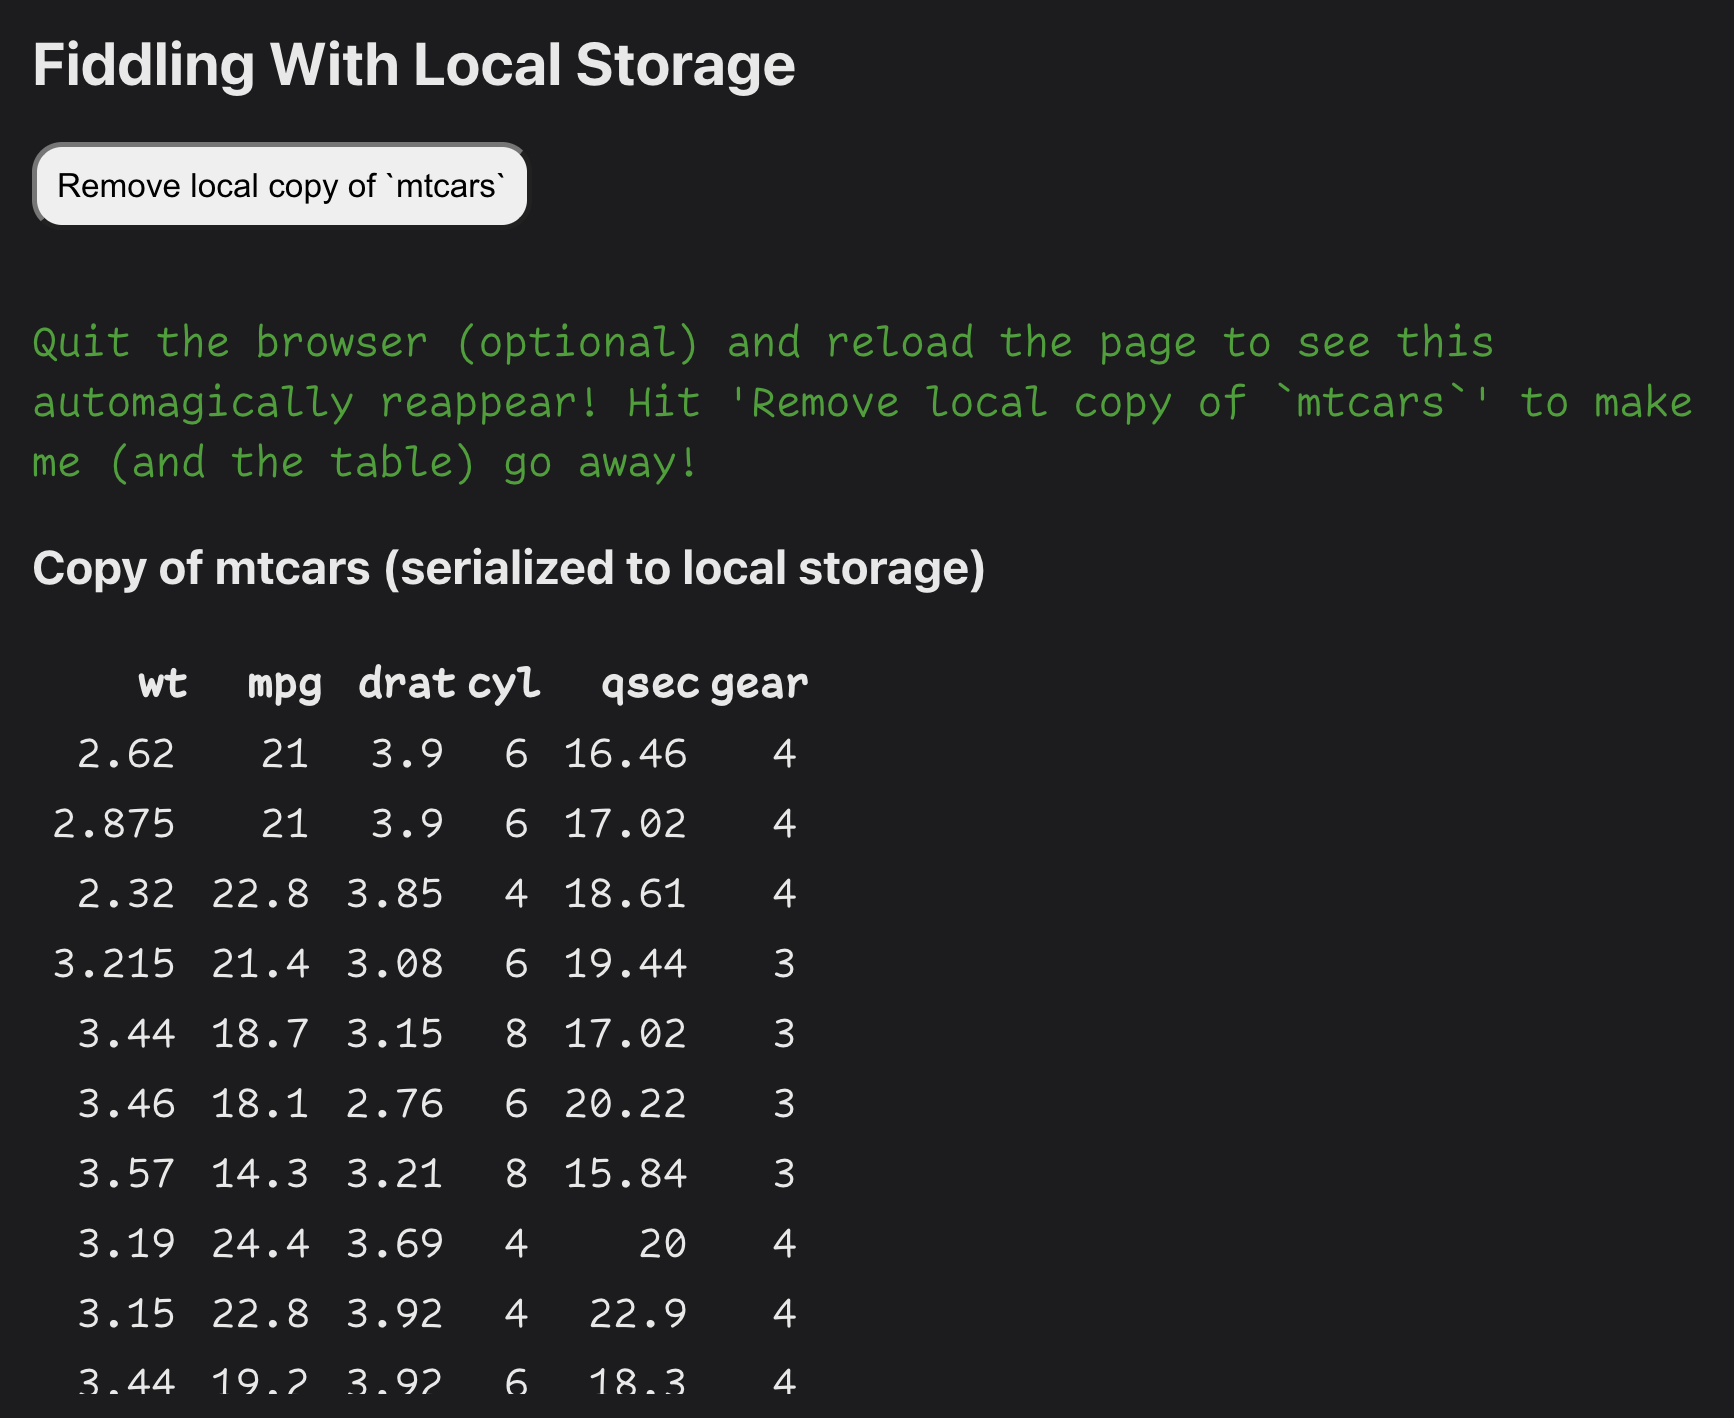 Fiddling With Local Storage
Remove local copy of `mtcars`
Quit the browser (optional) and reload the page to see this
automagically reappear! Hit 'Remove local copy of `mtcars`' to make
me (and the table) go away!
Copy of mtcars (serialized to local storage)
wt mpg drat cyl qsec gear
2.62 21 3.9 6 16.46 4
2.875 21 3.9 6 17.02 4
2.32 22.8 3.85 4 18.61 4
3.215 21.4 3.08 6 19.44 3
3.44 18.7 3.15 8 17.02 3
3.46 18.1 2.76 6 20.22 3
3.57 14.3 3.21 8 15.84 3
3.19 24.4 3.69 4 20 4
3.15 22.8 3.92 4 22.9 4
3.44 19.2 3.92 6 18.3 4